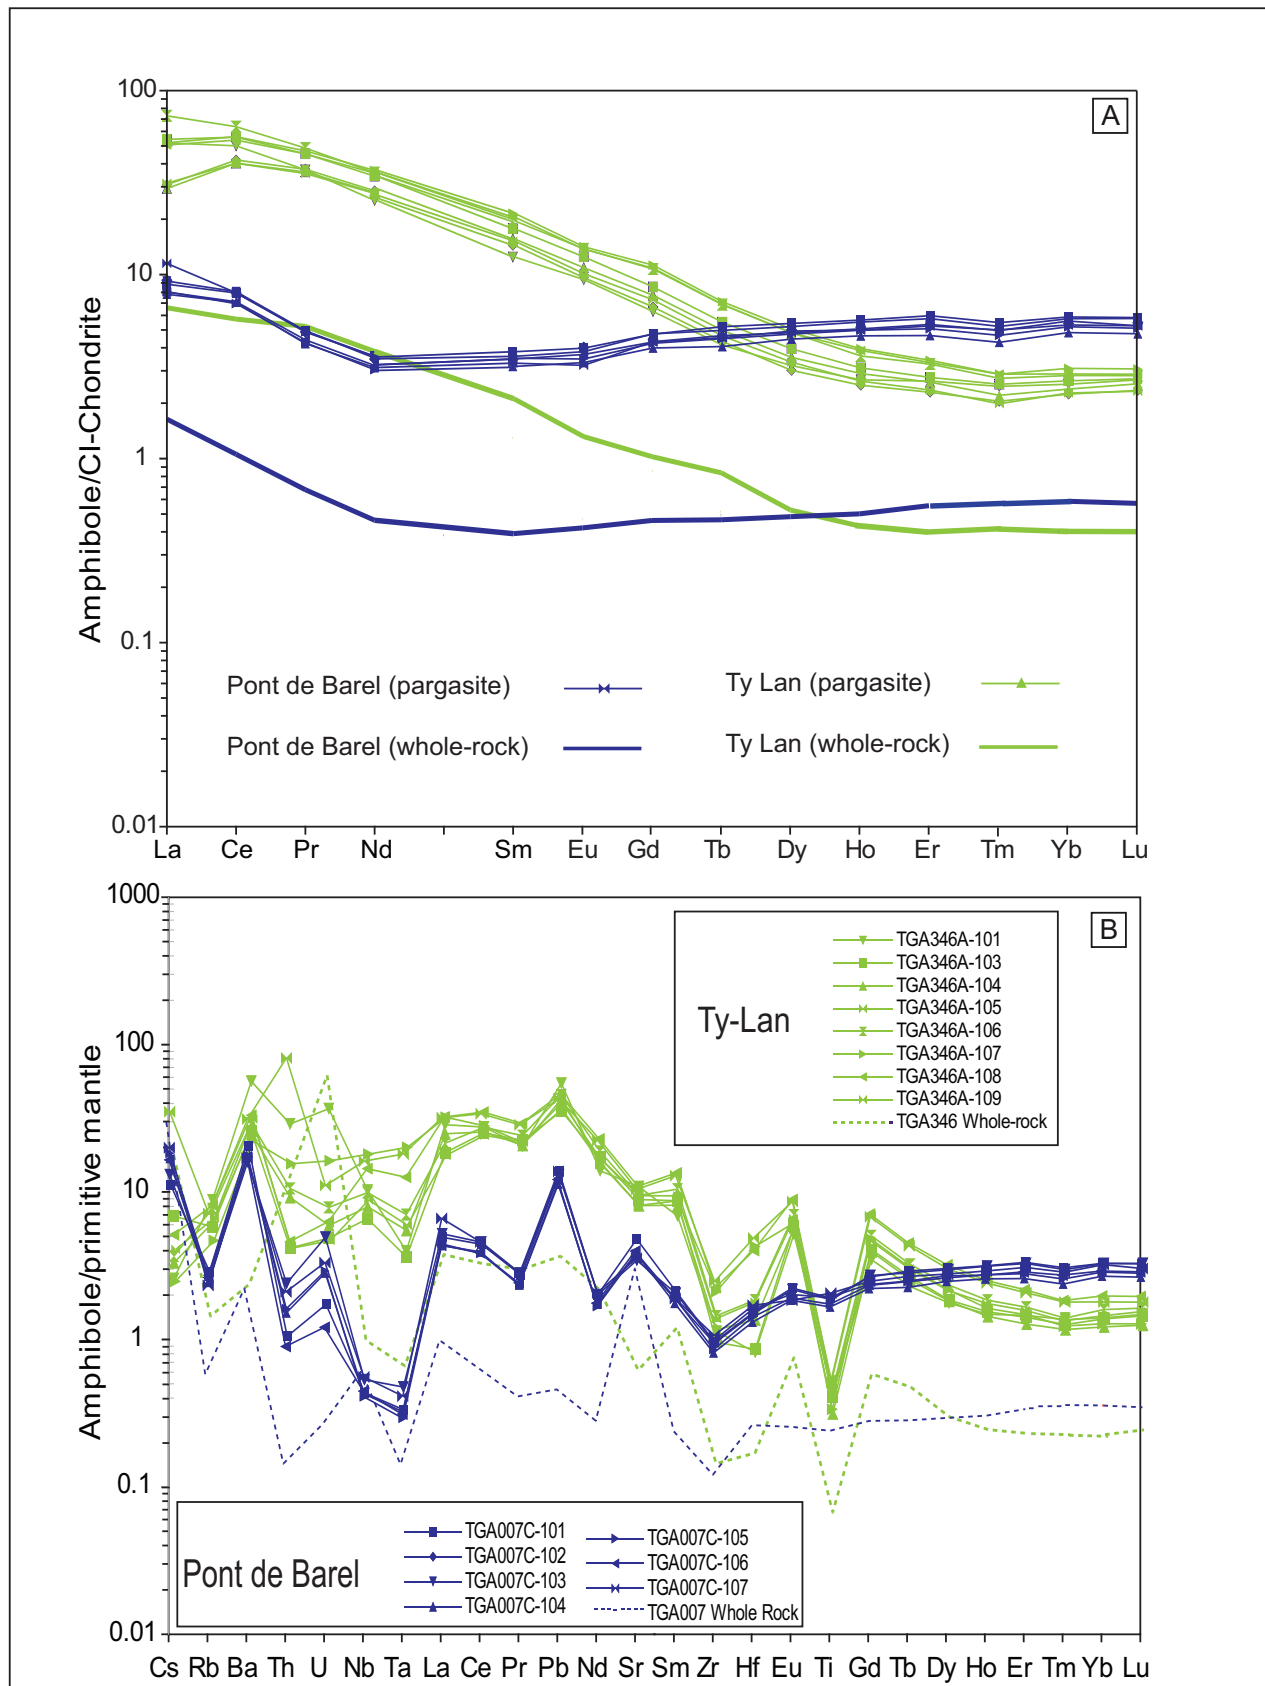 A
Amphibole/CI-Chondrite
100
10
1
0.1
0.01
Pont de Barel (pargasite)
Ty Lan (pargasite)
Pont de Barel (whole-rock)
Ty Lan (whole-rock)
La Ce Pr Nd Sm Eu Gd Tb Dy Ho Er Tm Yb Lu
B
Amphibole/primitive mantle
1000
100
10
1
0.1
0.01
Ty-Lan
TGA346A-101
TGA346A-103
TGA346A-104
TGA346A-105
TGA346A-106
TGA346A-107
TGA346A-108
TGA346A-109
TGA346 Whole-rock
Pont de Barel
TGA007C-101
TGA007C-102
TGA007C-103
TGA007C-104
TGA007C-105
TGA007C-106
TGA007C-107
TGA007 Whole Rock
Cs Rb Ba Th U Nb Ta La Ce Pr Pb Nd Sr Sm Zr Hf Eu Ti Gd Tb Dy Ho Er Tm Yb Lu